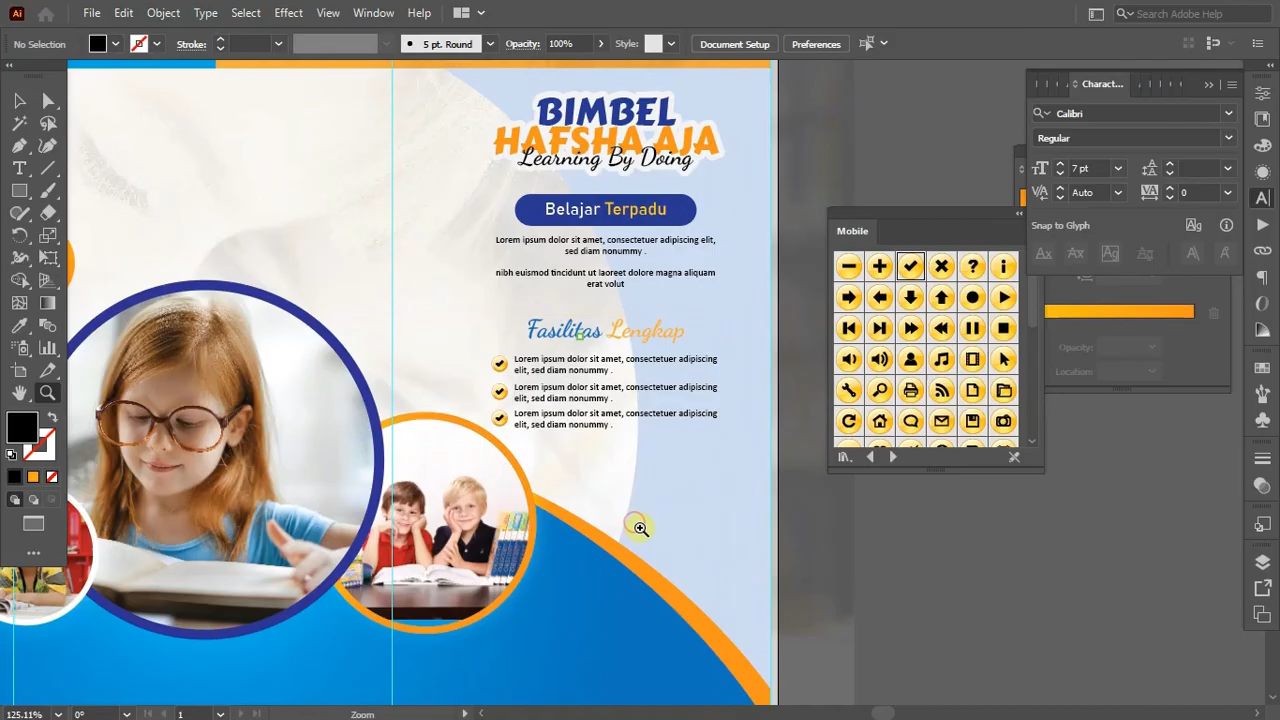 Ai File Edit Object Type Select Effect View Window Help Search Adobe Help
No Selection Stroke: 5 pt. Round Opacity: 100% Style: Document Setup Preferences
BIMBEL
HAFSHA AJA
Learning By Doing
Belajar Terpadu
Lorem ipsum dolor sit amet, consectetuer adipiscing elit,
sed diam nonummy .
nibh euismod tincidunt ut laoreet dolore magna aliquam
erat volut
Fasilitas Lengkap
Lorem ipsum dolor sit amet, consectetuer adipiscing
elit, sed diam nonummy .
Lorem ipsum dolor sit amet, consectetuer adipiscing
elit, sed diam nonummy .
Lorem ipsum dolor sit amet, consectetuer adipiscing
elit, sed diam nonummy .
Mobile
Charact...
Calibri
Regular
7 pt
Auto 0
Snap to Glyph
Opacity:
Location:
125.11% 0° 1 Zoom